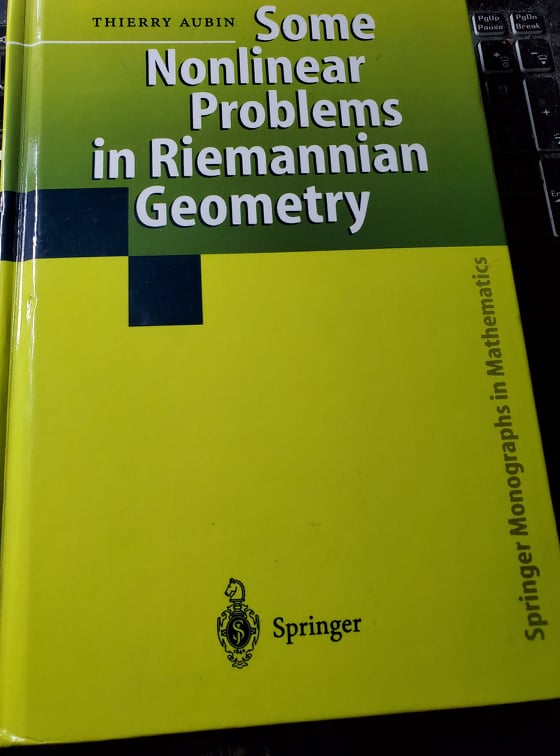 THIERRY AUBIN
Some
Nonlinear
Problems
in Riemannian
Geometry
Springer Monographs in Mathematics
Springer
PgUp
Pause
PgDn
Break